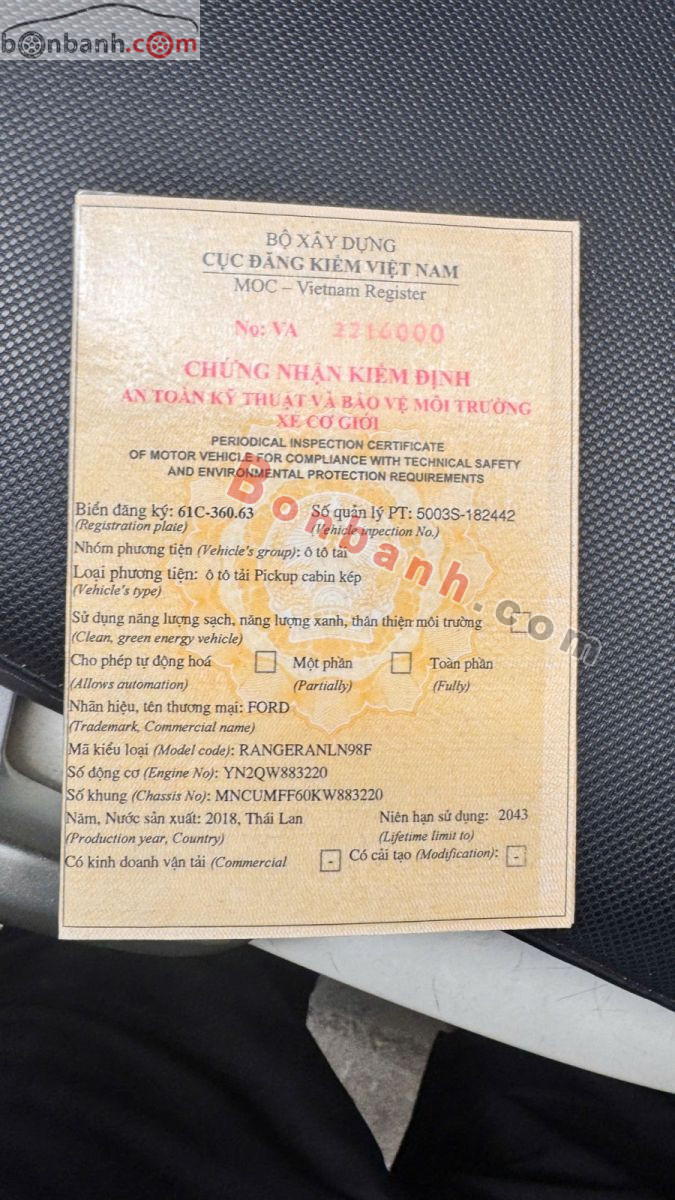 bonbanh.com
BỘ XÂY DỰNG
CỤC ĐĂNG KIỂM VIỆT NAM
MOC – Vietnam Register
No: VA 2216000
CHỨNG NHẬN KIỂM ĐỊNH
AN TOÀN KỸ THUẬT VÀ BẢO VỆ MÔI TRƯỜNG
XE CƠ GIỚI
PERIODICAL INSPECTION CERTIFICATE
OF MOTOR VEHICLE FOR COMPLIANCE WITH TECHNICAL SAFETY
AND ENVIRONMENTAL PROTECTION REQUIREMENTS
Biển đăng ký: 61C-360.63 Số quản lý PT: 5003S-182442
(Registration plaie) (Vehicle inpection No.)
Nhóm phương tiện (Vehicle's group): ô tô tải
Loại phương tiện: ô tô tải Pickup cabin kép
(Vehicle's type)
Sử dụng năng lượng sạch, năng lượng xanh, thân thiện môi trường
(Clean, green energy vehicle)
Cho phép tự động hoá Một phần Toàn phần
(Allows automation) (Partially) (Fully)
Nhãn hiệu, tên thương mại: FORD
(Trademark, Commercial name)
Mã kiểu loại (Model code): RANGERANLN98F
Số động cơ (Engine No): YN2QW883220
Số khung (Chassis No): MNCUMFF60KW883220
Năm, Nước sản xuất: 2018, Thái Lan Niên hạn sử dụng: 2043
(Production year, Country) (Lifetime limit to)
Có kinh doanh vận tải (Commercial - Có cải tạo (Modification): -
Bonbanh.com